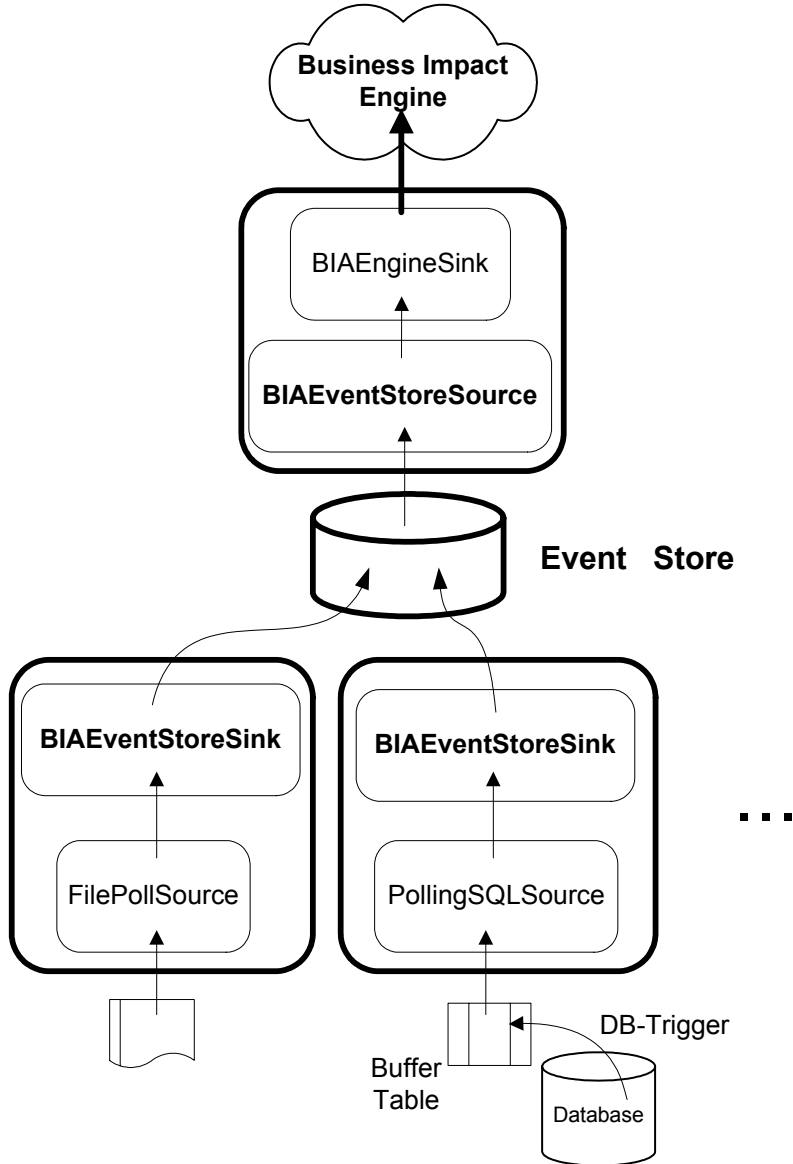 Business Impact
Engine
BIAEngineSink
BIAEventStoreSource
Event Store
BIAEventStoreSink
BIAEventStoreSink
FilePollSource
PollingSQLSource
DB-Trigger
Buffer
Table
Database